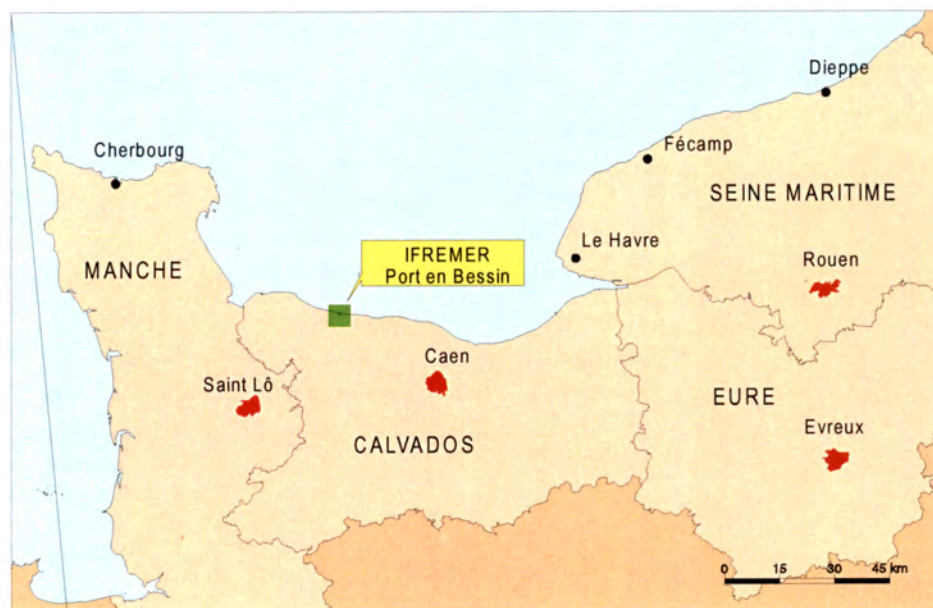 Dieppe
Cherbourg
Fécamp
SEINE MARITIME
IFREMER
Port en Bessin
Le Havre
MANCHE
Rouen
Caen
Saint Lô
EURE
CALVADOS
Evreux
0 15 30 45 km